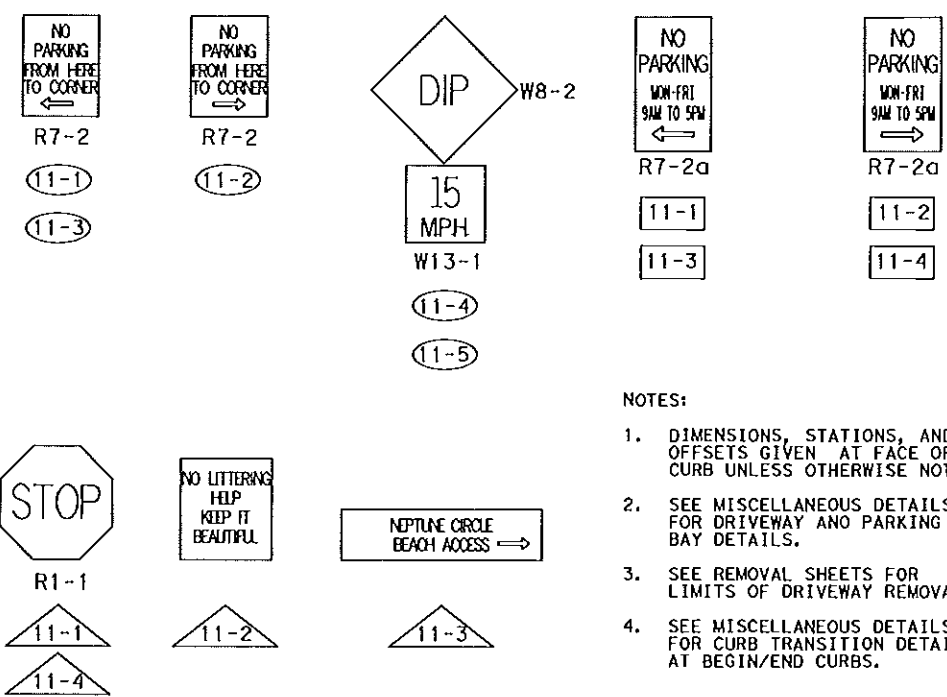 NO
PARKING
FROM HERE
TO CORNER
R7-2
11-1
11-3
NO
PARKING
FROM HERE
TO CORNER
R7-2
11-2
DIP
W8-2
15
MPH
W13-1
11-4
11-5
NO
PARKING
MON-FRI
9AM TO 5PM
R7-2a
11-1
11-3
NO
PARKING
MON-FRI
9AM TO 5PM
R7-2a
11-2
11-4
STOP
R1-1
11-1
11-4
NO LITTERING
HELP
KEEP IT
BEAUTIFUL
11-2
NEPTUNE CIRCLE
BEACH ACCESS
11-3
NOTES:
1. DIMENSIONS, STATIONS, AND
OFFSETS GIVEN AT FACE OF
CURB UNLESS OTHERWISE NOT
2. SEE MISCELLANEOUS DETAILS
FOR DRIVEWAY AND PARKING
BAY DETAILS.
3. SEE REMOVAL SHEETS FOR
LIMITS OF DRIVEWAY REMOVA
4. SEE MISCELLANEOUS DETAILS
FOR CURB TRANSITION DETAI
AT BEGIN/END CURBS.